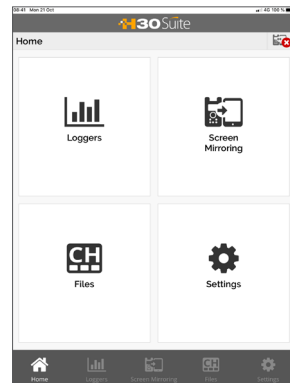 08:41 Mon 21 Oct
4G 100 %
H30 Suite
Home
Loggers
Screen
Mirroring
CH
Files
Settings
Home
Loggers
Screen Mirroring
CH
Files
Settings